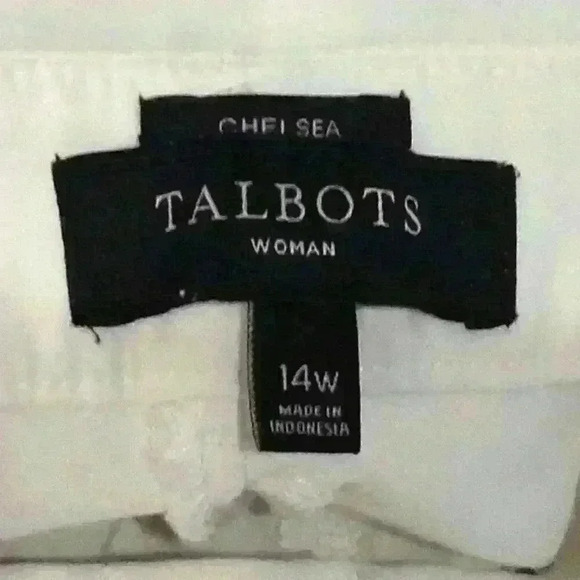 CHELSEA
TALBOTS
WOMAN
14W
MADE IN
INDONESIA